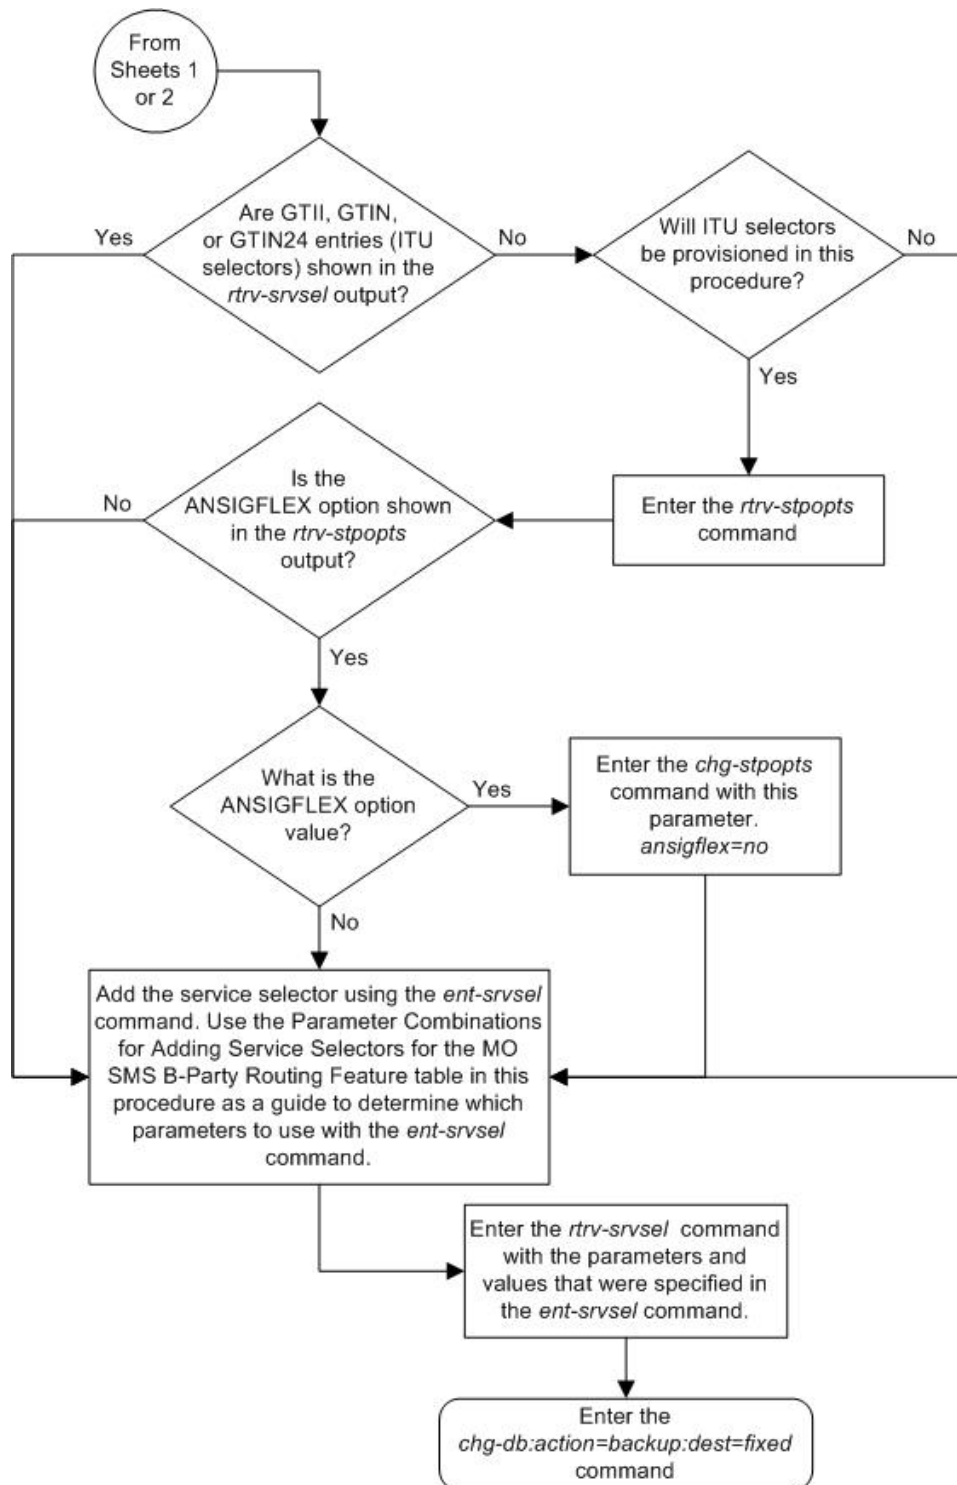 From
Sheets 1
or 2
Are GTII, GTIN,
or GTIN24 entries (ITU
selectors) shown in the
rtrv-srvsel output?
Yes
No
Will ITU selectors
be provisioned in this
procedure?
No
Yes
Enter the rtrv-stpopts
command
Is the
ANSIGFLEX option shown
in the rtrv-stpopts
output?
No
Yes
What is the
ANSIGFLEX option
value?
Yes
No
Enter the chg-stpopts
command with this
parameter.
ansigflex=no
Add the service selector using the ent-srvsel
command. Use the Parameter Combinations
for Adding Service Selectors for the MO
SMS B-Party Routing Feature table in this
procedure as a guide to determine which
parameters to use with the ent-srvsel
command.
Enter the rtrv-srvsel command
with the parameters and
values that were specified in
the ent-srvsel command.
Enter the
chg-db:action=backup:dest=fixed
command